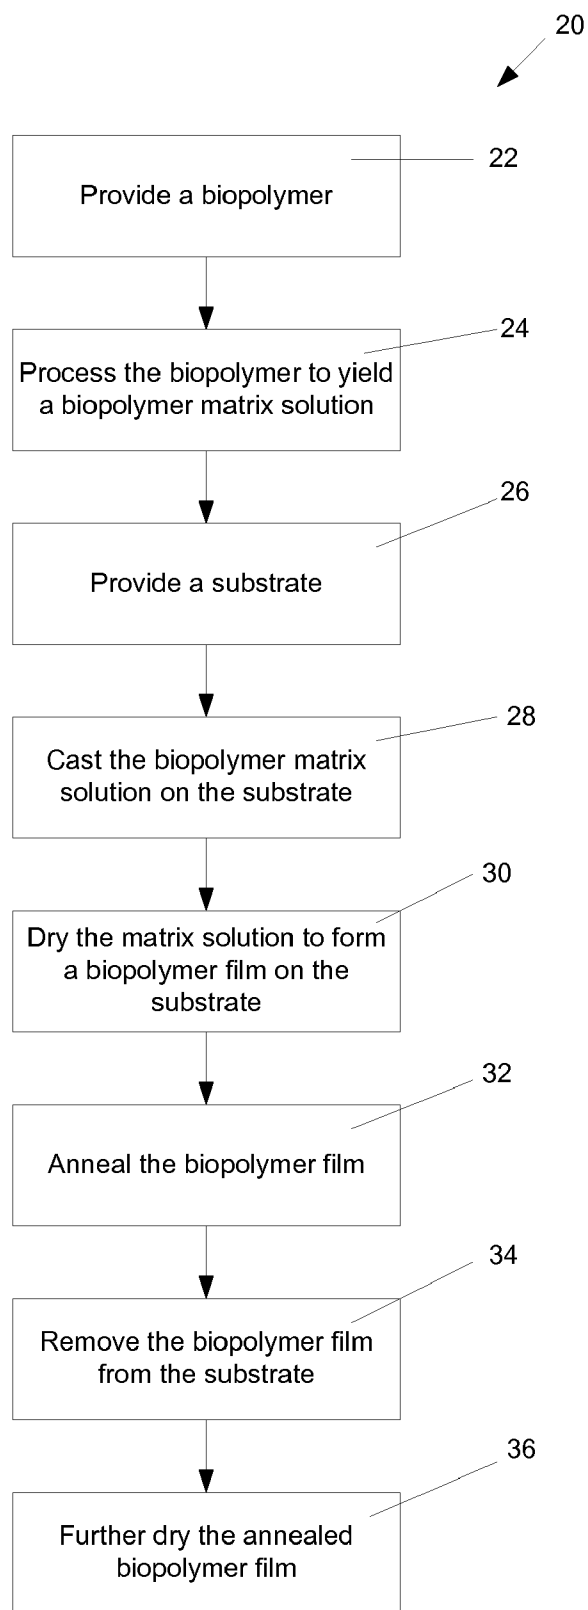 20
Provide a biopolymer
22
Process the biopolymer to yield
a biopolymer matrix solution
24
Provide a substrate
26
Cast the biopolymer matrix
solution on the substrate
28
Dry the matrix solution to form
a biopolymer film on the
substrate
30
Anneal the biopolymer film
32
Remove the biopolymer film
from the substrate
34
Further dry the annealed
biopolymer film
36